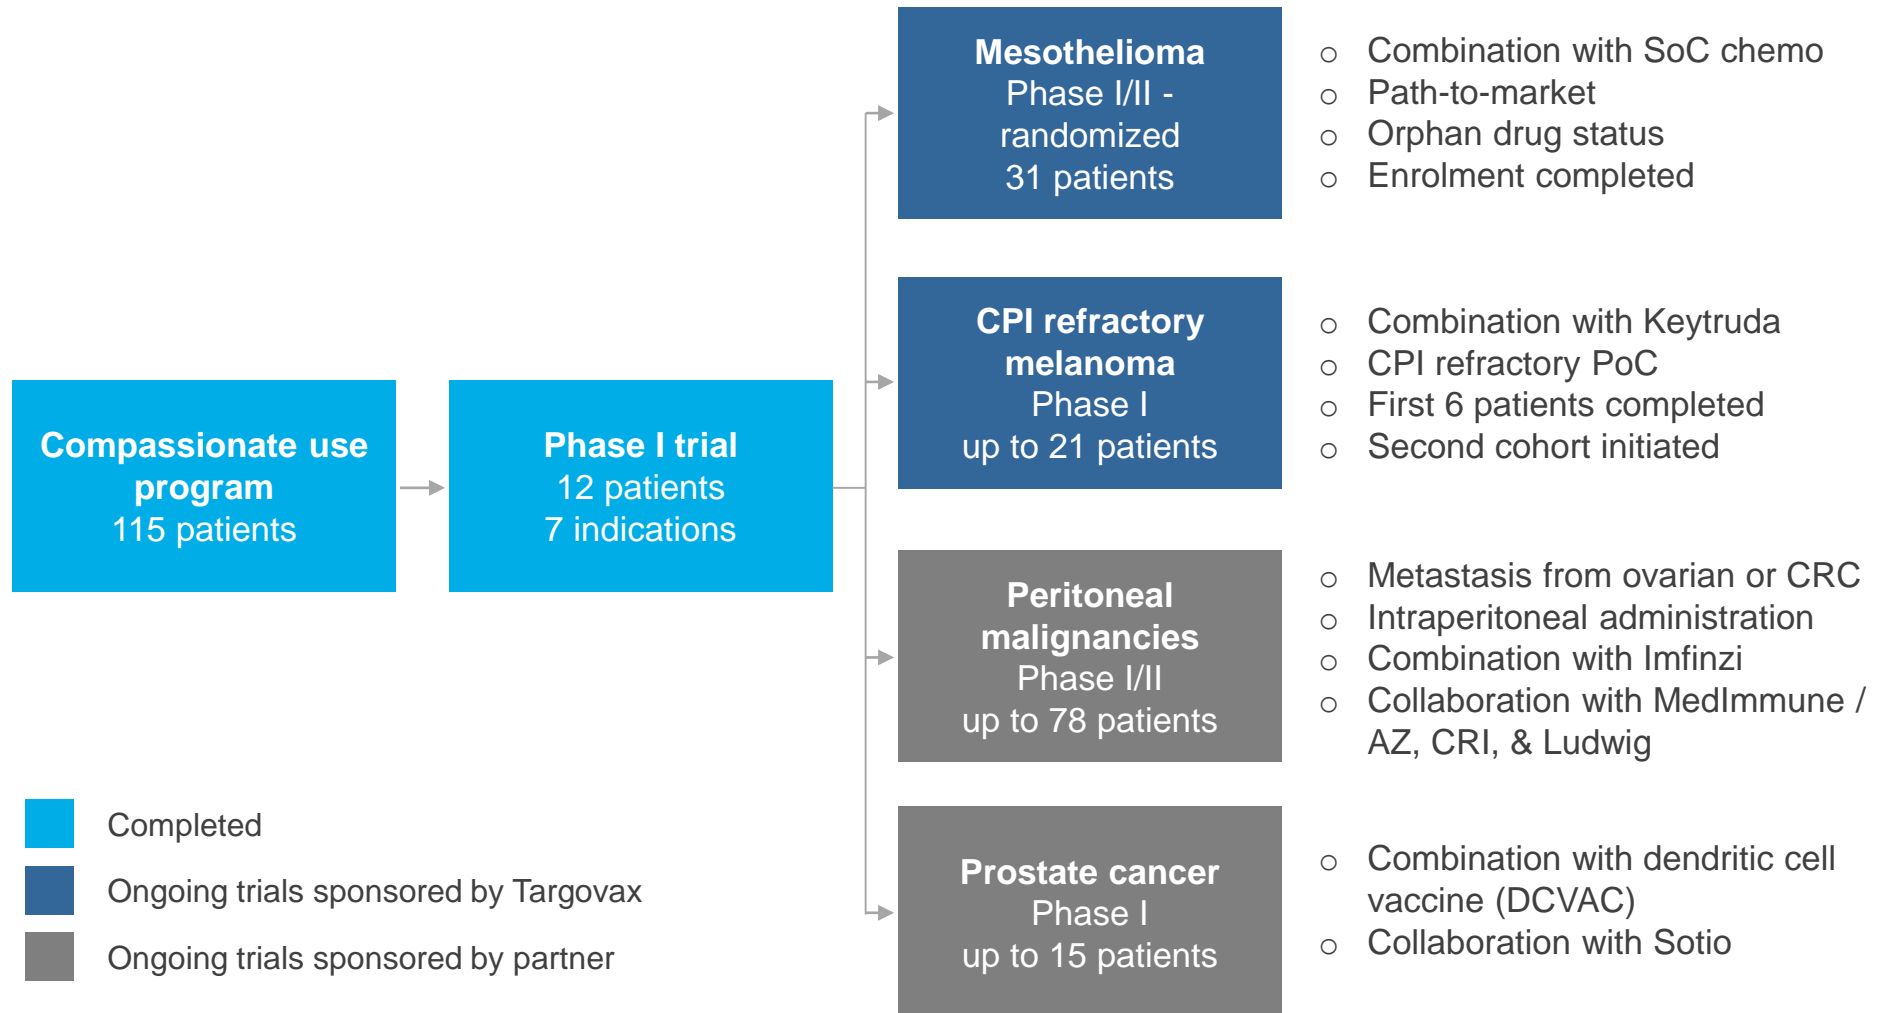 Compassionate use
program
115 patients
Phase I trial
12 patients
7 indications
Mesothelioma
Phase I/II -
randomized
31 patients
○ Combination with SoC chemo
○ Path-to-market
○ Orphan drug status
○ Enrolment completed
CPI refractory
melanoma
Phase I
up to 21 patients
○ Combination with Keytruda
○ CPI refractory PoC
○ First 6 patients completed
○ Second cohort initiated
Peritoneal
malignancies
Phase I/II
up to 78 patients
○ Metastasis from ovarian or CRC
○ Intraperitoneal administration
○ Combination with Imfinzi
○ Collaboration with MedImmune /
AZ, CRI, & Ludwig
Prostate cancer
Phase I
up to 15 patients
○ Combination with dendritic cell
vaccine (DCVAC)
○ Collaboration with Sotio
Completed
Ongoing trials sponsored by Targovax
Ongoing trials sponsored by partner